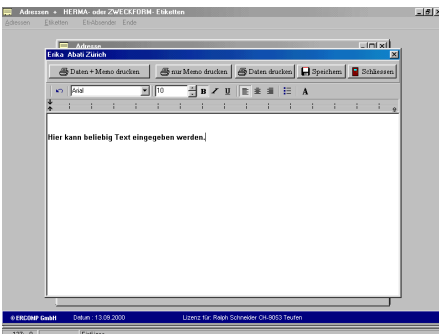 Adressen + HERMA- oder ZWECKFORM- Etiketten
Adressen Etiketten EinAbsender Ende
Adresse
Erika Abati Zürich
Daten + Memo drucken nur Memo drucken Daten drucken Speichern Schliessen
Arial 10 B U A
Hier kann beliebig Text eingegeben werden.
© ERCOMP GmbH Datum : 13.09.2000 Lizenz für: Ralph Schneider CH-9053 Teufen